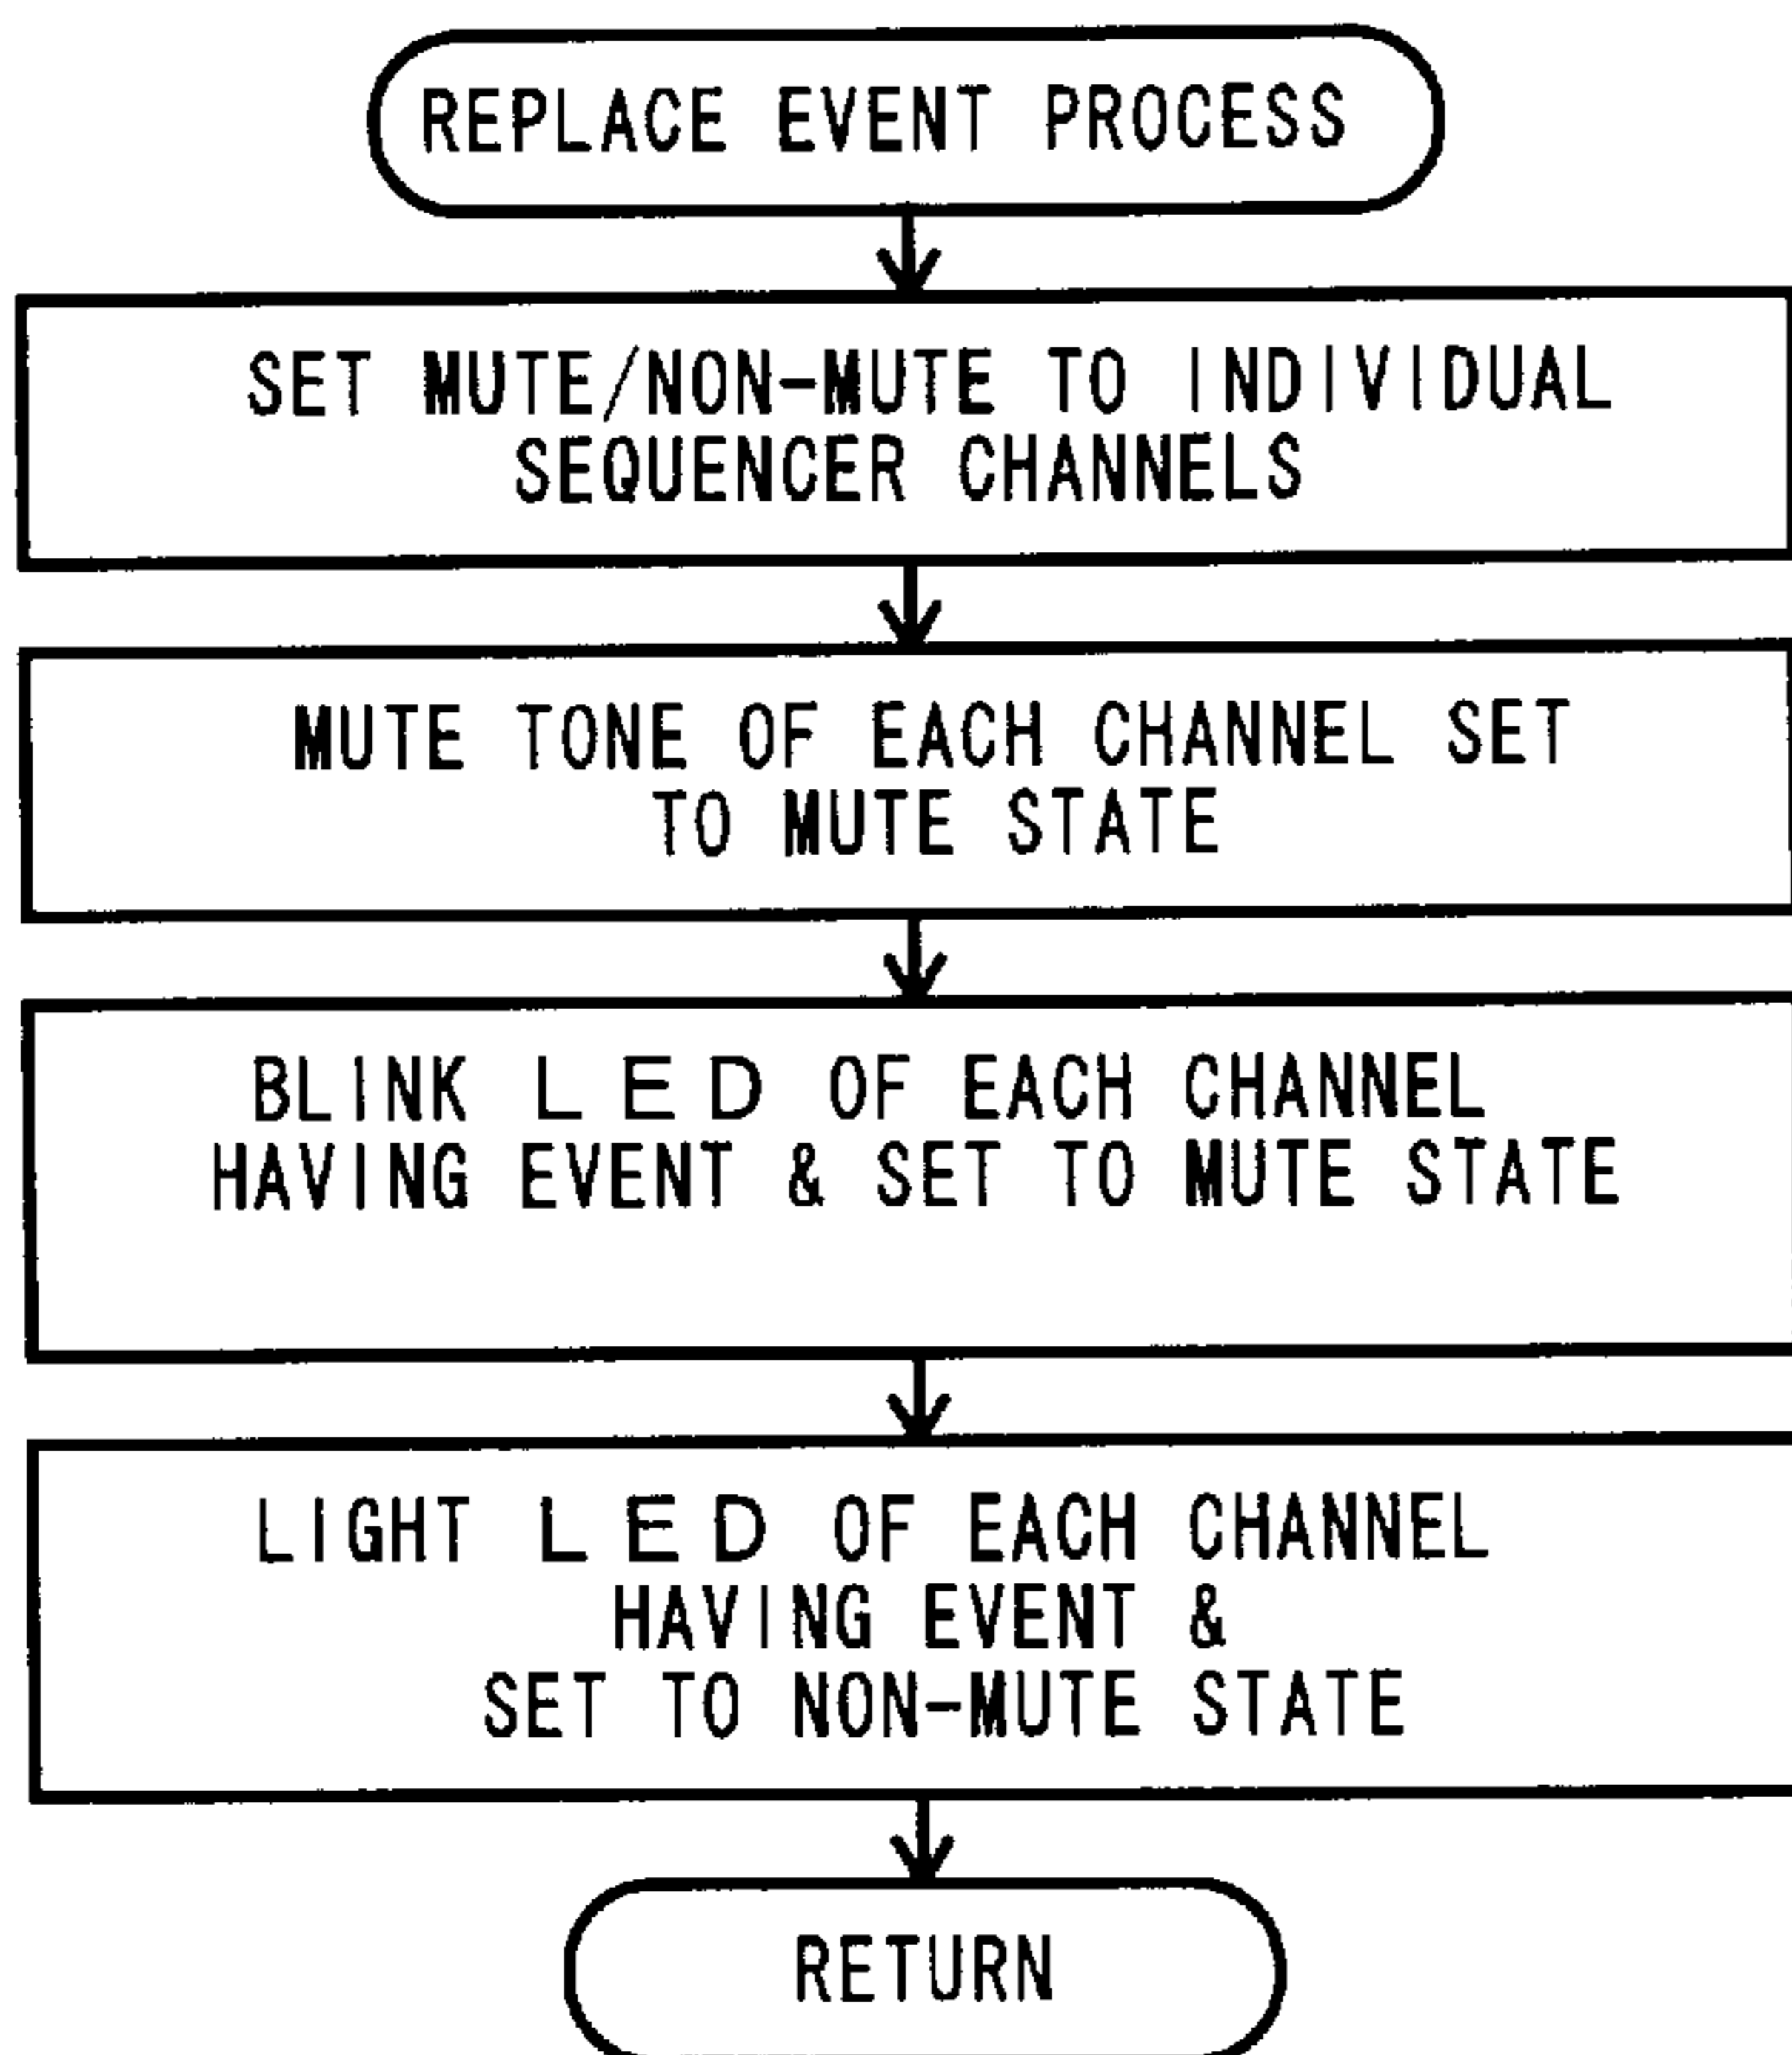 REPLACE EVENT PROCESS
SET MUTE/NON-MUTE TO INDIVIDUAL
SEQUENCER CHANNELS
MUTE TONE OF EACH CHANNEL SET
TO MUTE STATE
BLINK LED OF EACH CHANNEL
HAVING EVENT & SET TO MUTE STATE
LIGHT LED OF EACH CHANNEL
HAVING EVENT &
SET TO NON-MUTE STATE
RETURN